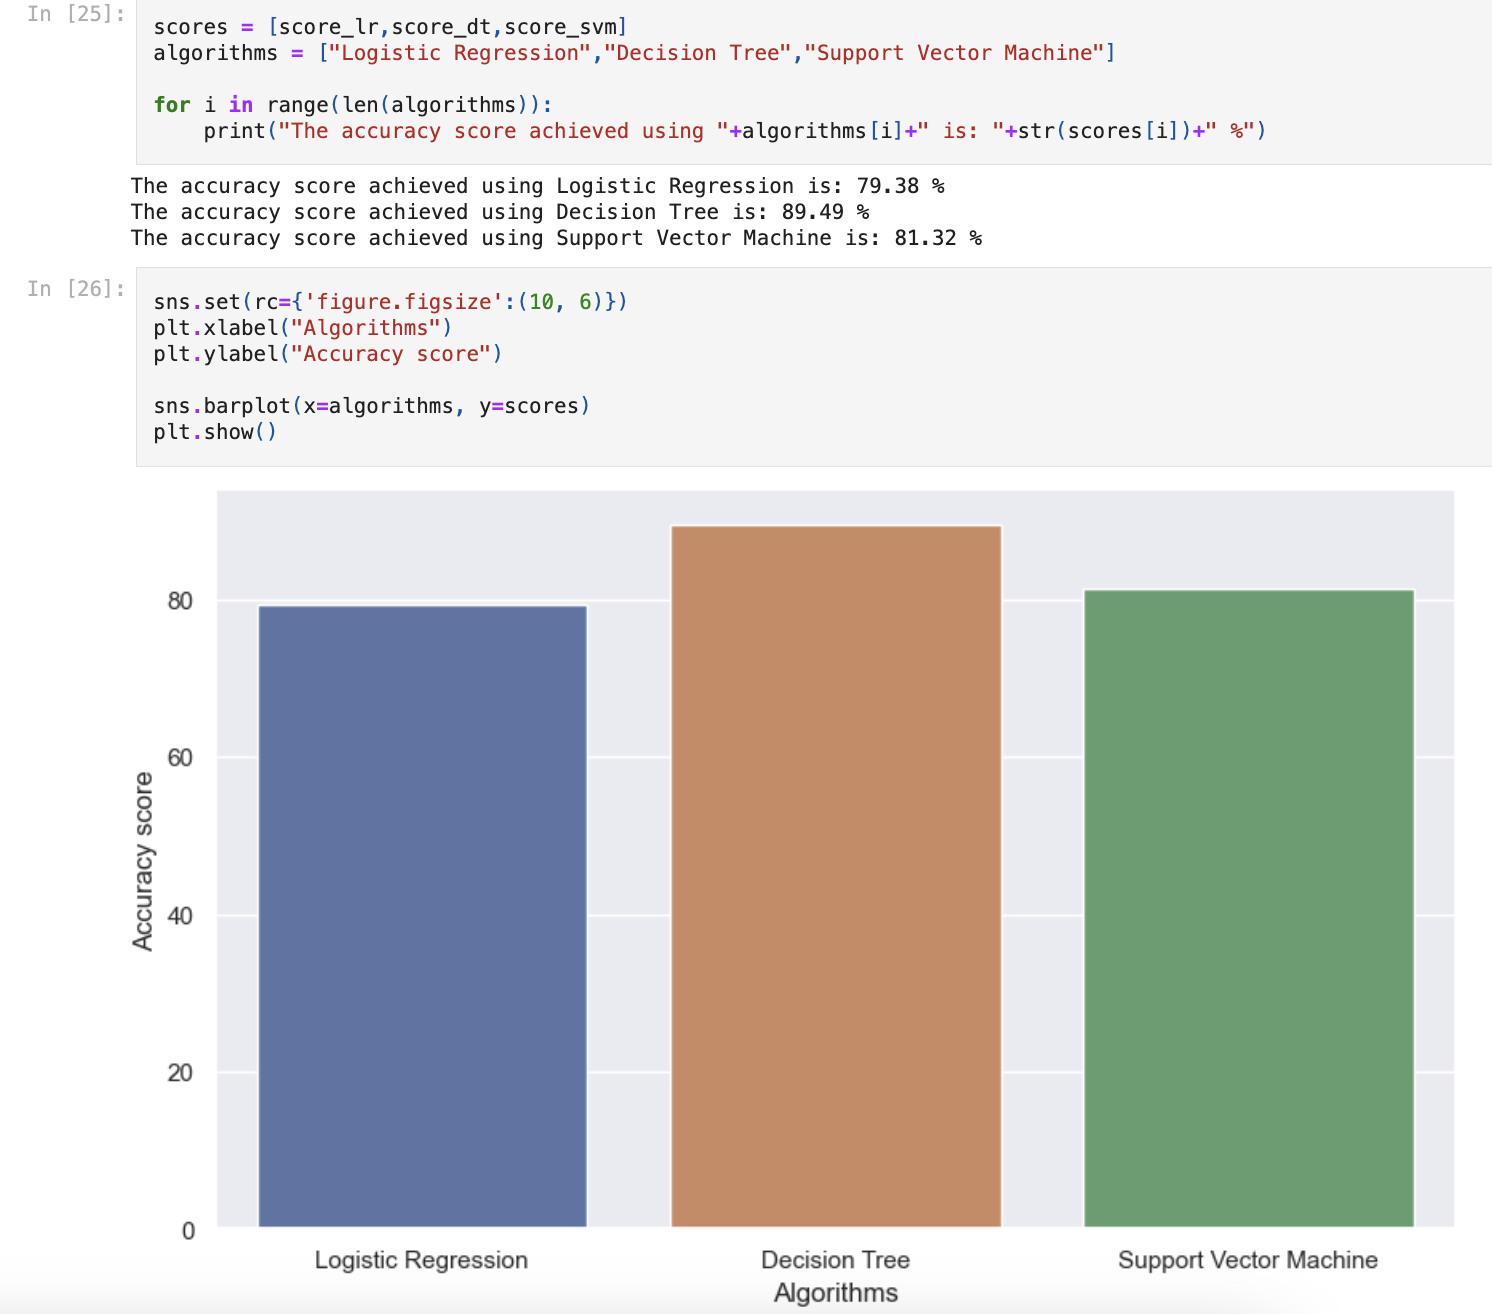 In [25]:
scores = [score_lr,score_dt,score_svm]
algorithms = ["Logistic Regression","Decision Tree","Support Vector Machine"]
for i in range(len(algorithms)):
    print("The accuracy score achieved using "+algorithms[i]+" is: "+str(scores[i])+" %")
The accuracy score achieved using Logistic Regression is: 79.38 %
The accuracy score achieved using Decision Tree is: 89.49 %
The accuracy score achieved using Support Vector Machine is: 81.32 %
In [26]:
sns.set(rc={'figure.figsize':(10, 6)})
plt.xlabel("Algorithms")
plt.ylabel("Accuracy score")
sns.barplot(x=algorithms, y=scores)
plt.show()
Accuracy score
80
60
40
20
0
Logistic Regression
Decision Tree
Support Vector Machine
Algorithms